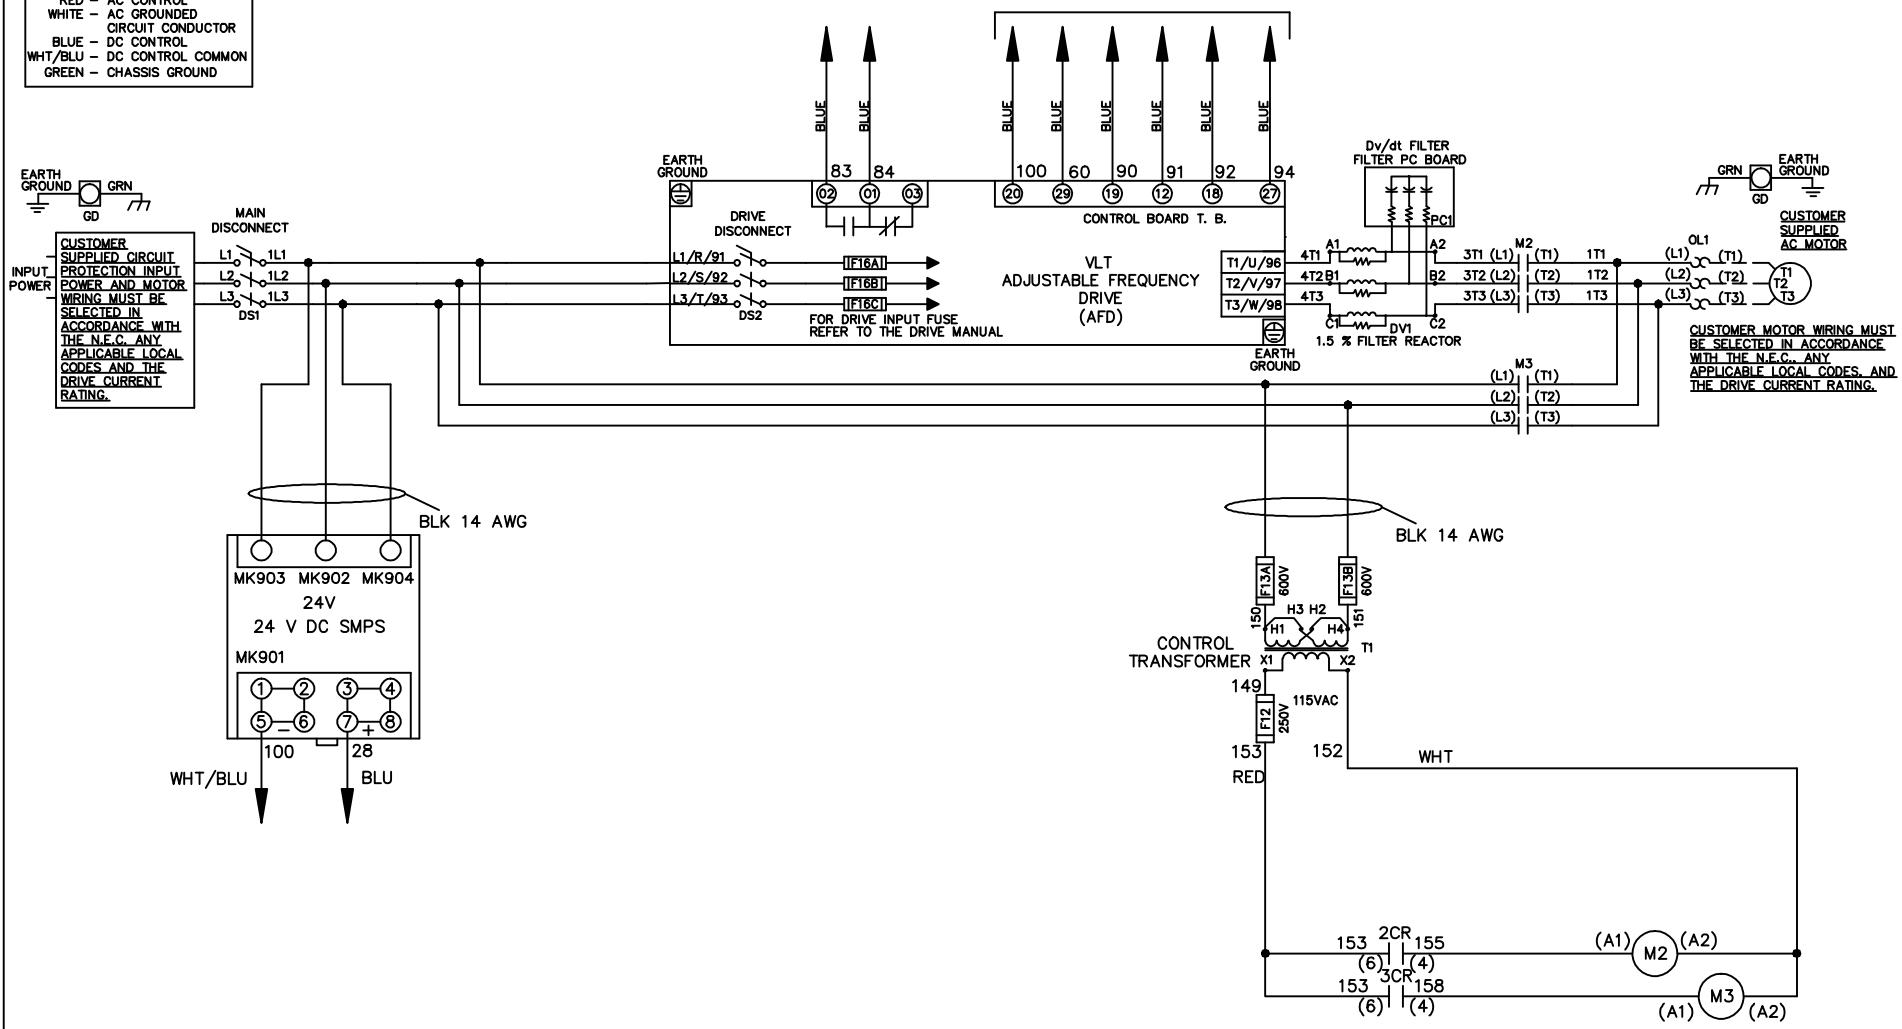 RED – AC CONTROL
WHITE – AC GROUNDED
CIRCUIT CONDUCTOR
BLUE – DC CONTROL
WHT/BLU – DC CONTROL COMMON
GREEN – CHASSIS GROUND
BLUE
BLUE
BLUE
BLUE
BLUE
BLUE
BLUE
BLUE
EARTH
GROUND
GRN
GD
MAIN
DISCONNECT
CUSTOMER
SUPPLIED CIRCUIT
PROTECTION INPUT
POWER AND MOTOR
WIRING MUST BE
SELECTED IN
ACCORDANCE WITH
THE N.E.C. ANY
APPLICABLE LOCAL
CODES AND THE
DRIVE CURRENT
RATING.
INPUT
POWER
L1 1L1
L2 1L2
L3 1L3
DS1
EARTH
GROUND
83 84
02 01 03
100 60 90 91 92 94
20 29 19 12 18 27
CONTROL BOARD T. B.
DRIVE
DISCONNECT
L1/R/91
L2/S/92
L3/T/93
DS2
F16A
F16B
F16C
FOR DRIVE INPUT FUSE
REFER TO THE DRIVE MANUAL
VLT
ADJUSTABLE FREQUENCY
DRIVE
(AFD)
T1/U/96
T2/V/97
T3/W/98
EARTH
GROUND
Dv/dt FILTER
FILTER PC BOARD
PC1
4T1 A1 A2
4T2 B1 B2
4T3 C1 C2
DV1
1.5 % FILTER REACTOR
M2
3T1 (L1) (T1) 1T1
3T2 (L2) (T2) 1T2
3T3 (L3) (T3) 1T3
OL1
(L1) (T1)
(L2) (T2)
(L3) (T3)
T1
T2
T3
GRN
EARTH
GROUND
GD
CUSTOMER
SUPPLIED
AC MOTOR
CUSTOMER MOTOR WIRING MUST
BE SELECTED IN ACCORDANCE
WITH THE N.E.C., ANY
APPLICABLE LOCAL CODES, AND
THE DRIVE CURRENT RATING.
M3
(L1) (T1)
(L2) (T2)
(L3) (T3)
BLK 14 AWG
MK903 MK902 MK904
24V
24 V DC SMPS
MK901
1 2 3 4
5 6 7 8
– +
100 28
WHT/BLU BLU
BLK 14 AWG
F13A
600V
F13B
600V
150
151
H3 H2
H1 H4
CONTROL
TRANSFORMER
T1
X1 X2
149
115VAC
F12
250V
153
152
RED
WHT
2CR
153 155
(6) (4)
(A1) M2 (A2)
3CR
153 158
(6) (4)
(A1) M3 (A2)